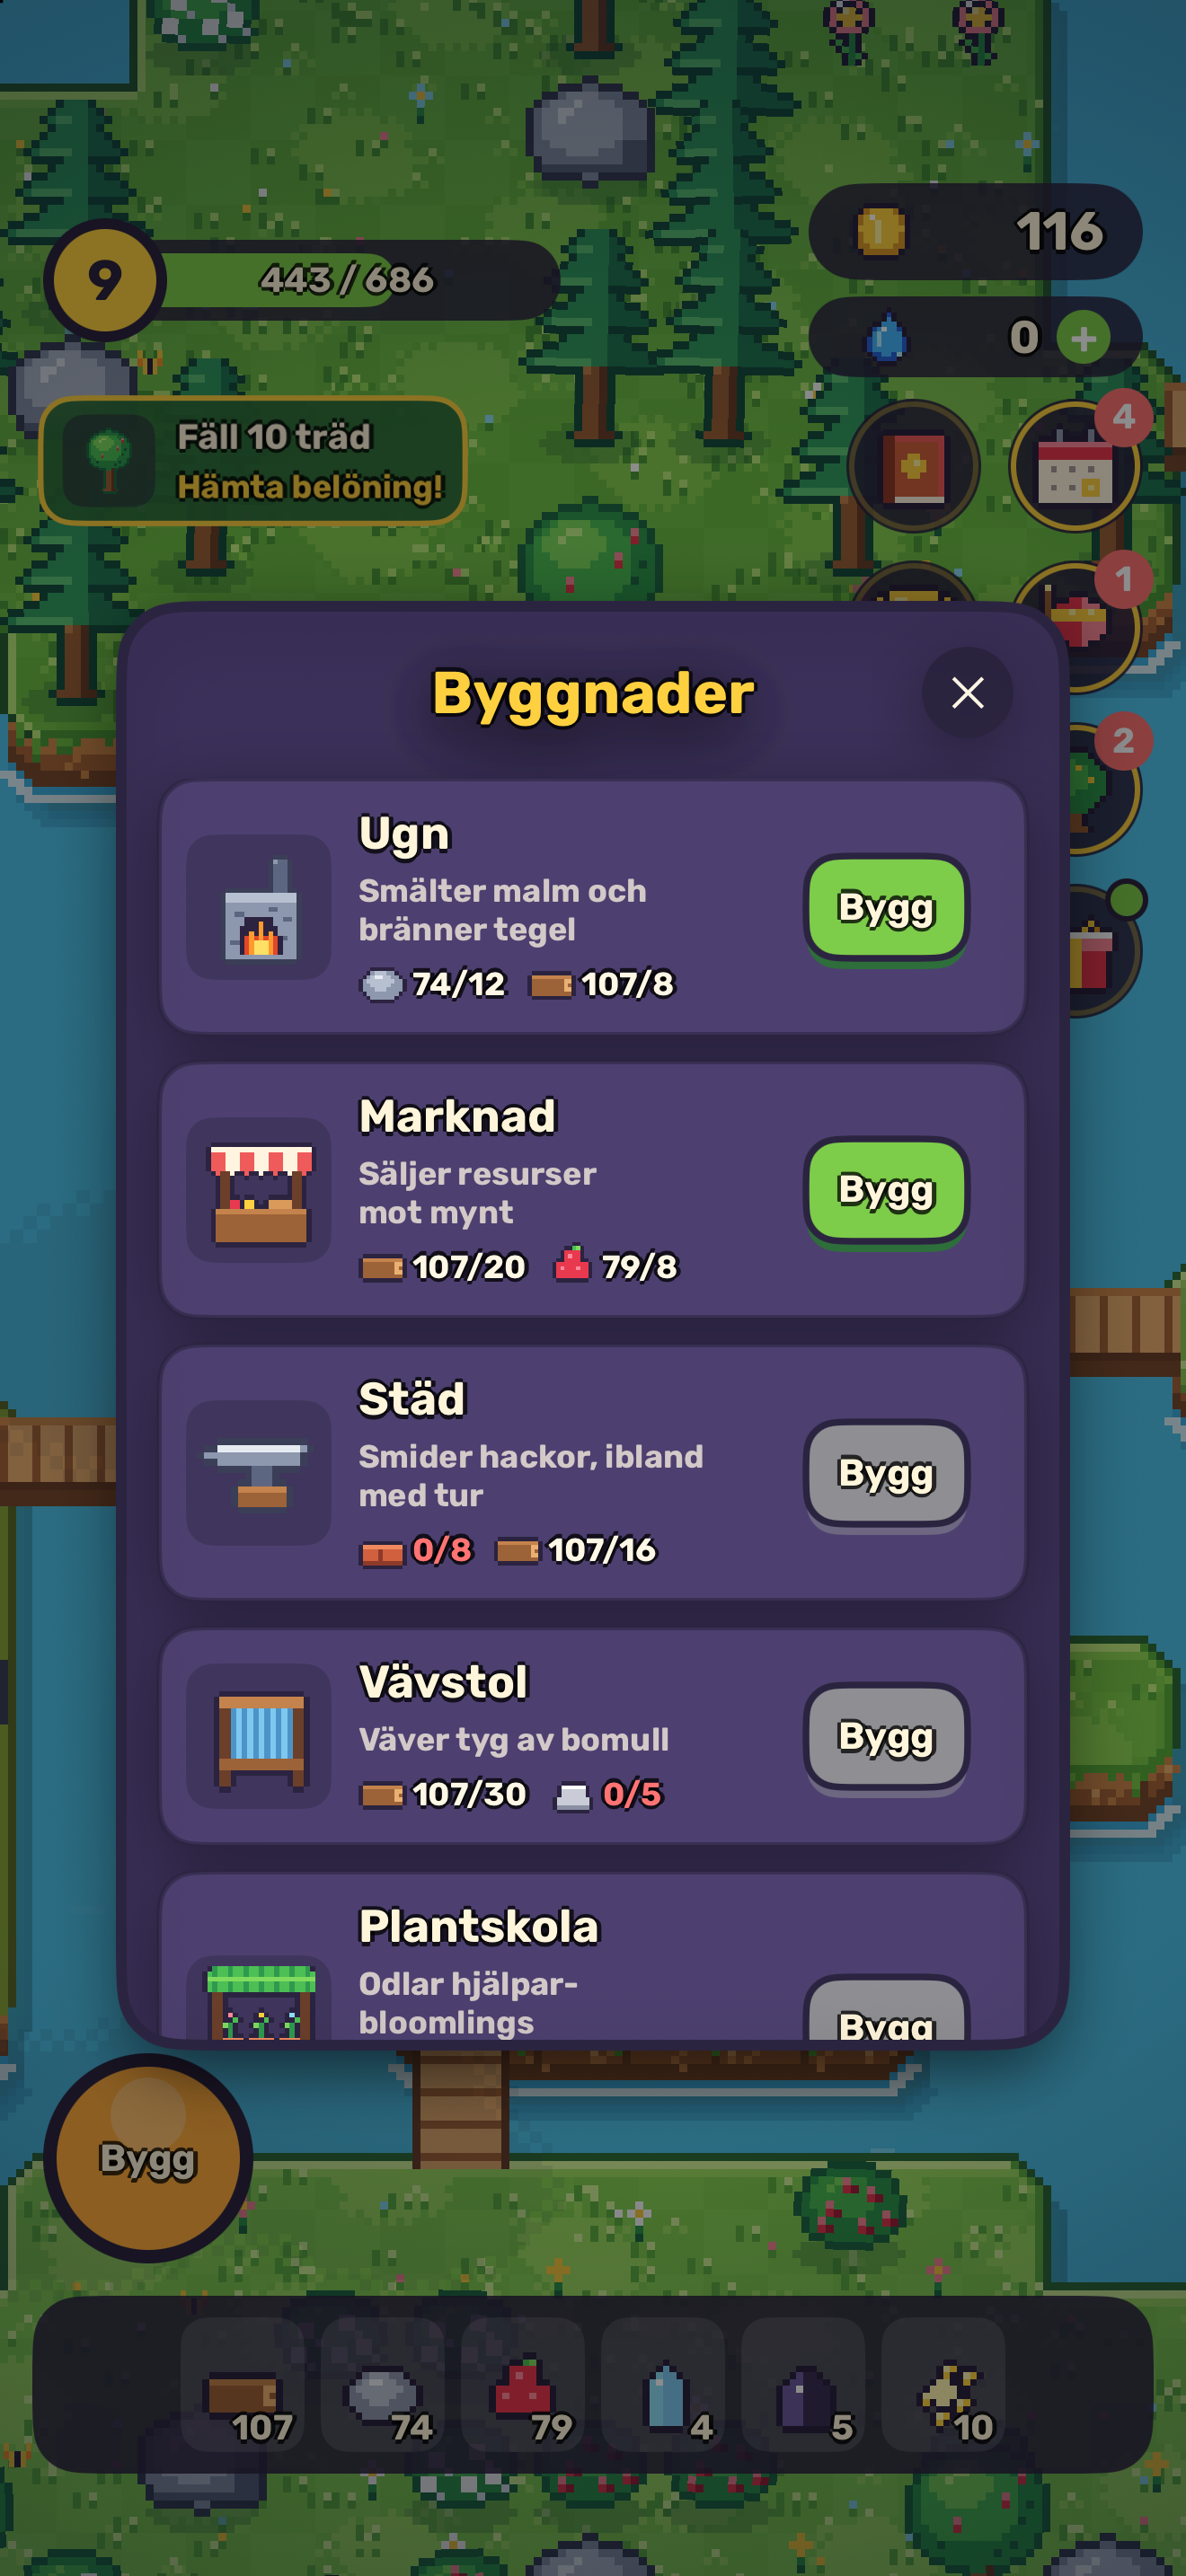 116
9
443/686
0 +
Fäll 10 träd
Hämta belöning!
4
1
2
Byggnader
Ugn
Smälter malm och
bränner tegel
74/12 107/8
Bygg
Marknad
Säljer resurser
mot mynt
107/20 79/8
Bygg
Städ
Smider hackor, ibland
med tur
0/8 107/16
Bygg
Vävstol
Väver tyg av bomull
107/30 0/5
Bygg
Plantskola
Odlar hjälpar-
bloomlings
Bygg
Bygg
107 74 79 4 5 10